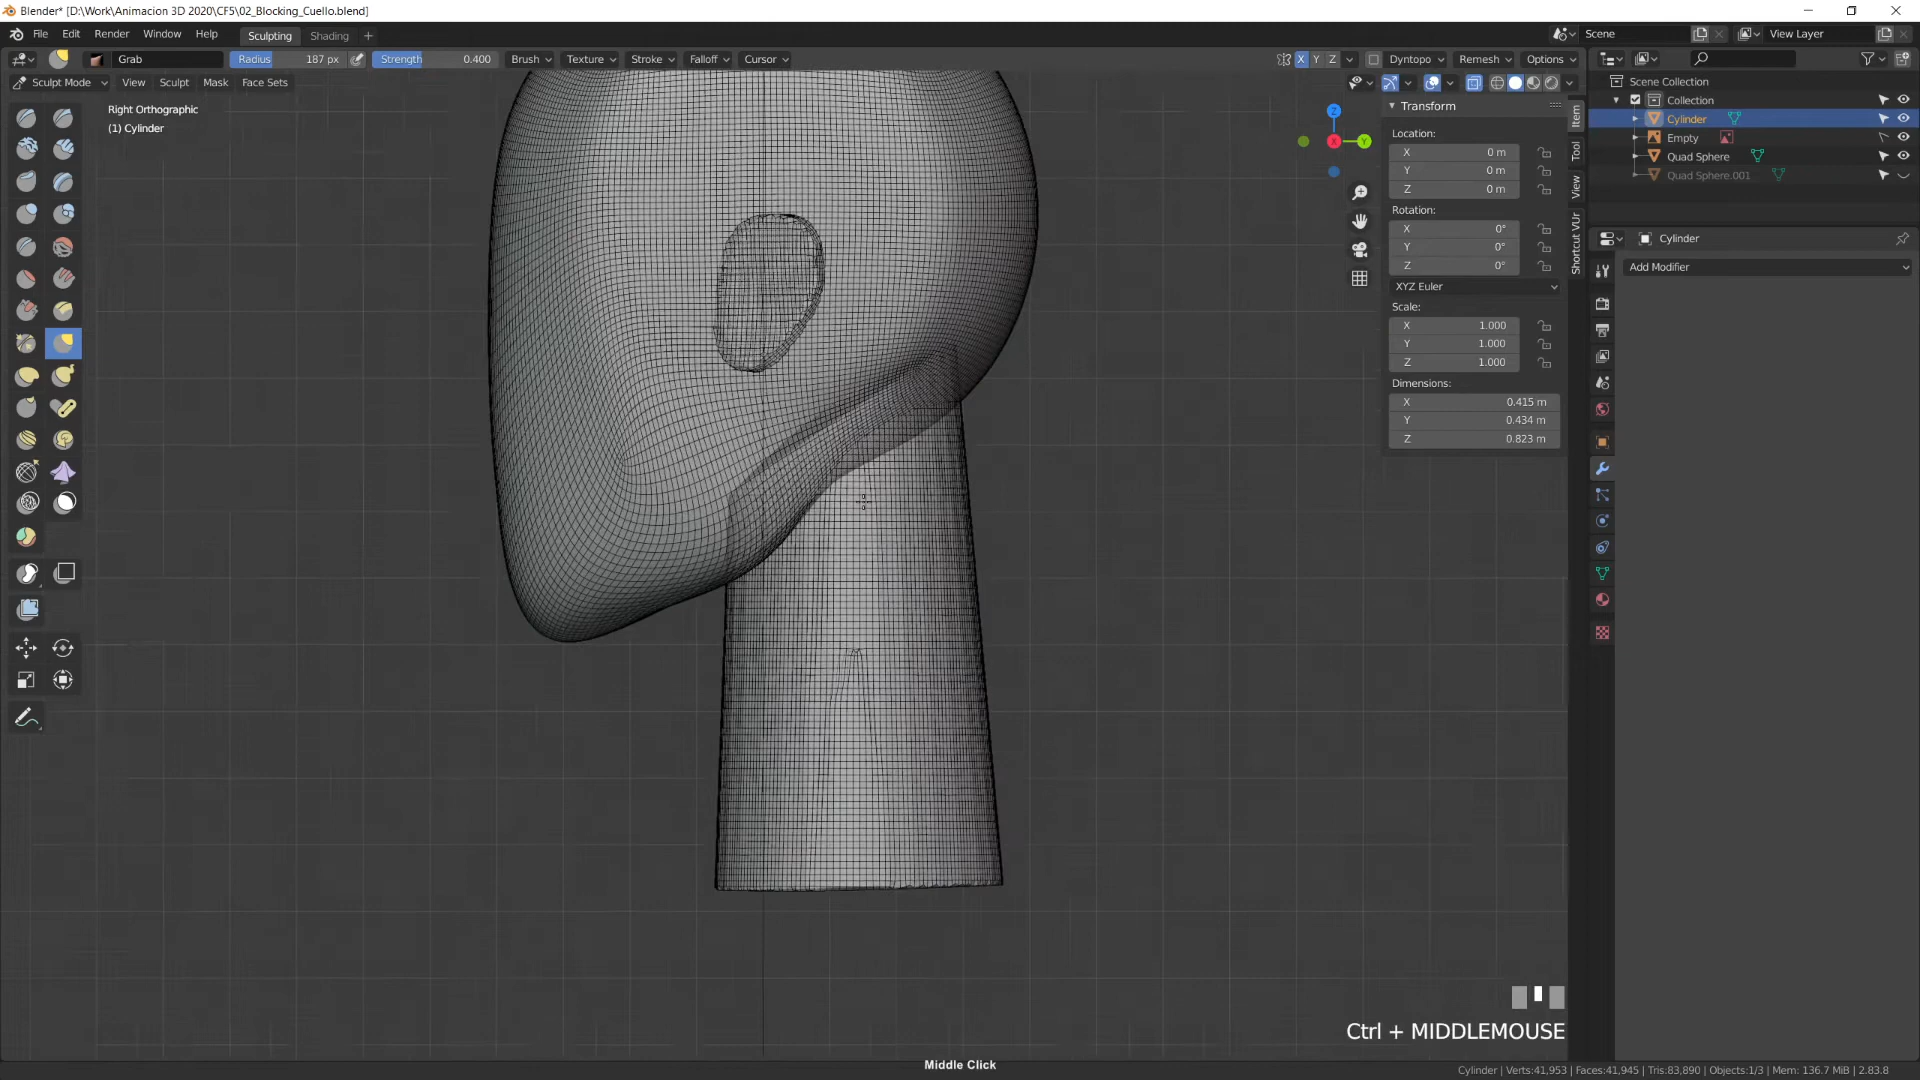 Blender* [D:\Work\Animacion 3D 2020\CF5\02_Blocking_Cuello.blend]
File Edit Render Window Help Sculpting Shading + Scene View Layer
Grab Radius 187 px Strength 0.400 Brush Texture Stroke Falloff Cursor X Y Z Dyntopo Remesh Options
Sculpt Mode View Sculpt Mask Face Sets
Right Orthographic
(1) Cylinder
Z
X
Y
Transform
Location:
X 0 m
Y 0 m
Z 0 m
Rotation:
X 0°
Y 0°
Z 0°
XYZ Euler
Scale:
X 1.000
Y 1.000
Z 1.000
Dimensions:
X 0.415 m
Y 0.434 m
Z 0.823 m
Item
Tool
View
Shortcut VUr
Scene Collection
Collection
Cylinder
Empty
Quad Sphere
Quad Sphere.001
Cylinder
Add Modifier
Ctrl + MIDDLEMOUSE
Middle Click
Cylinder | Verts:41,953 | Faces:41,945 | Tris:83,890 | Objects:1/3 | Mem: 136.7 MiB | 2.83.8